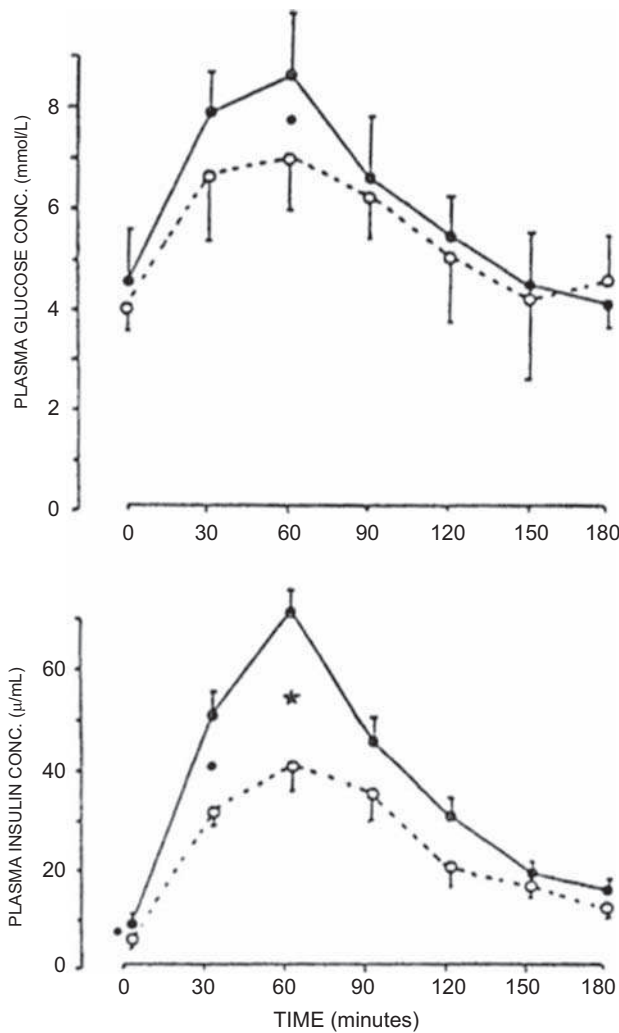 PLASMA GLUCOSE CONC. (mmol/L)
8
6
4
2
0
0 30 60 90 120 150 180
PLASMA INSULIN CONC. (μ/mL)
60
40
20
0
0 30 60 90 120 150 180
TIME (minutes)